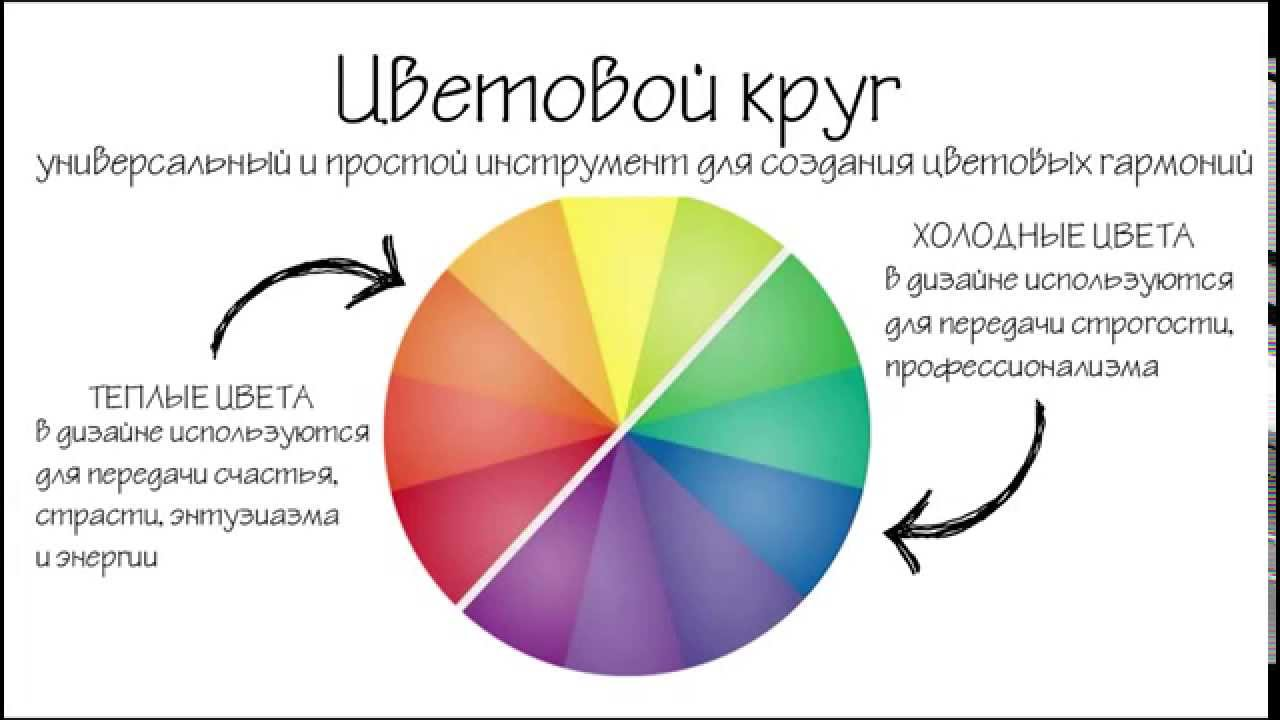 Цветовой круг
универсальный и простой инструмент для создания цветовых гармоний
ТЕПЛЫЕ ЦВЕТА
в дизайне используются
для передачи счастья,
страсти, энтузиазма
и энергии
ХОЛОДНЫЕ ЦВЕТА
в дизайне используются
для передачи строгости,
профессионализма